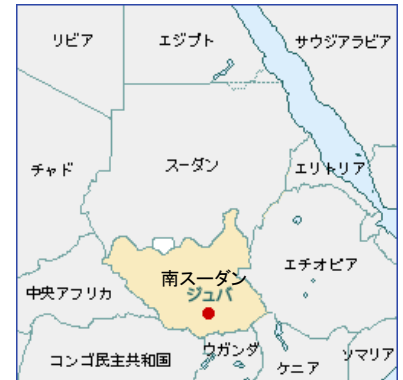 リビア
エジプト
サウジアラビア
チャド
スーダン
エリトリア
南スーダン
ジュバ
エチオピア
中央アフリカ
コンゴ民主共和国
ウガンダ
ケニア
ソマリア